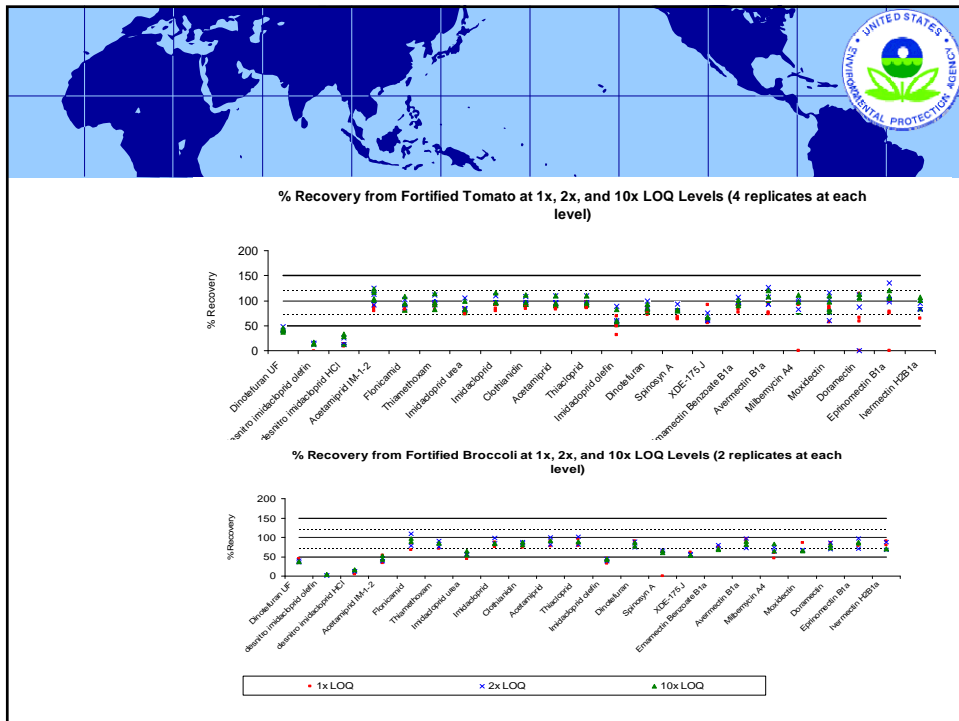 UNITED STATES
ENVIRONMENTAL PROTECTION AGENCY
% Recovery from Fortified Tomato at 1x, 2x, and 10x LOQ Levels (4 replicates at each
level)
% Recovery
200
150
100
50
0
Dinotefuran UF
desnitro imidacloprid olefin
desnitro imidacloprid HCl
Acetamiprid IM-1-2
Flonicamid
Thiamethoxam
Imidacloprid urea
Imidacloprid
Clothianidin
Acetamiprid
Thiacloprid
Imidacloprid olefin
Dinotefuran
Spinosyn A
XDE-175 J
Emamectin Benzoate B1a
Avermectin B1a
Milbemycin A4
Moxidectin
Doramectin
Eprinomectin B1a
Ivermectin H2B1a
% Recovery from Fortified Broccoli at 1x, 2x, and 10x LOQ Levels (2 replicates at each
level)
% Recovery
200
150
100
50
0
Dinotefuran UF
desnitro imidacloprid olefin
desnitro imidacloprid HCl
Acetamiprid IM-1-2
Flonicamid
Thiamethoxam
Imidacloprid urea
Imidacloprid
Clothianidin
Acetamiprid
Thiacloprid
Imidacloprid olefin
Dinotefuran
Spinosyn A
XDE-175 J
Emamectin Benzoate B1a
Avermectin B1a
Milbemycin A4
Moxidectin
Doramectin
Eprinomectin B1a
Ivermectin H2B1a
1x LOQ 2x LOQ 10x LOQ